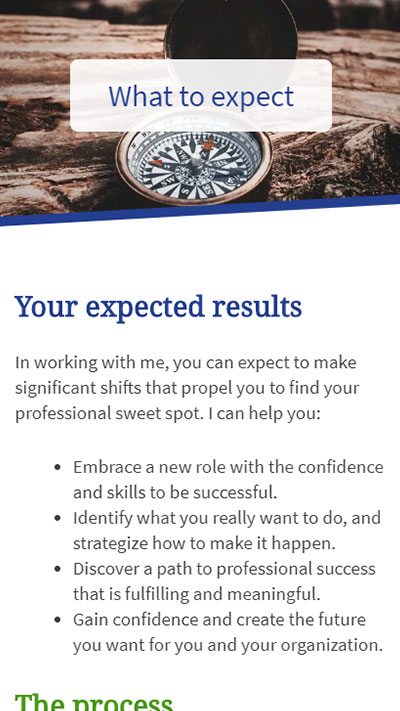 What to expect
Your expected results
In working with me, you can expect to make
significant shifts that propel you to find your
professional sweet spot. I can help you:
• Embrace a new role with the confidence
and skills to be successful.
• Identify what you really want to do, and
strategize how to make it happen.
• Discover a path to professional success
that is fulfilling and meaningful.
• Gain confidence and create the future
you want for you and your organization.
The process